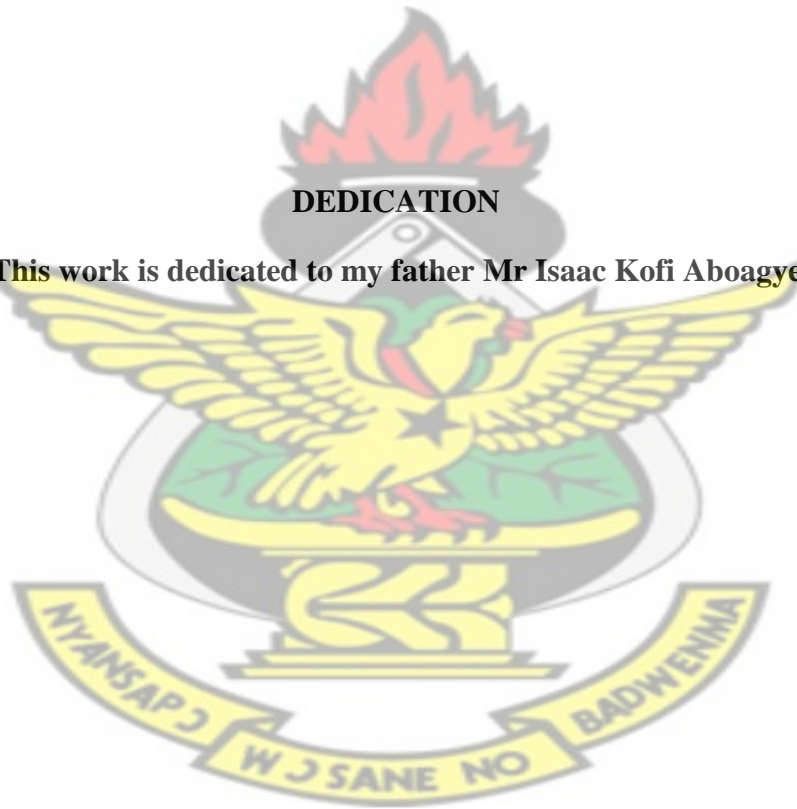 DEDICATION
This work is dedicated to my father Mr Isaac Kofi Aboagye
NYANSAPƆ
WƆSANE NO
BADWENMA